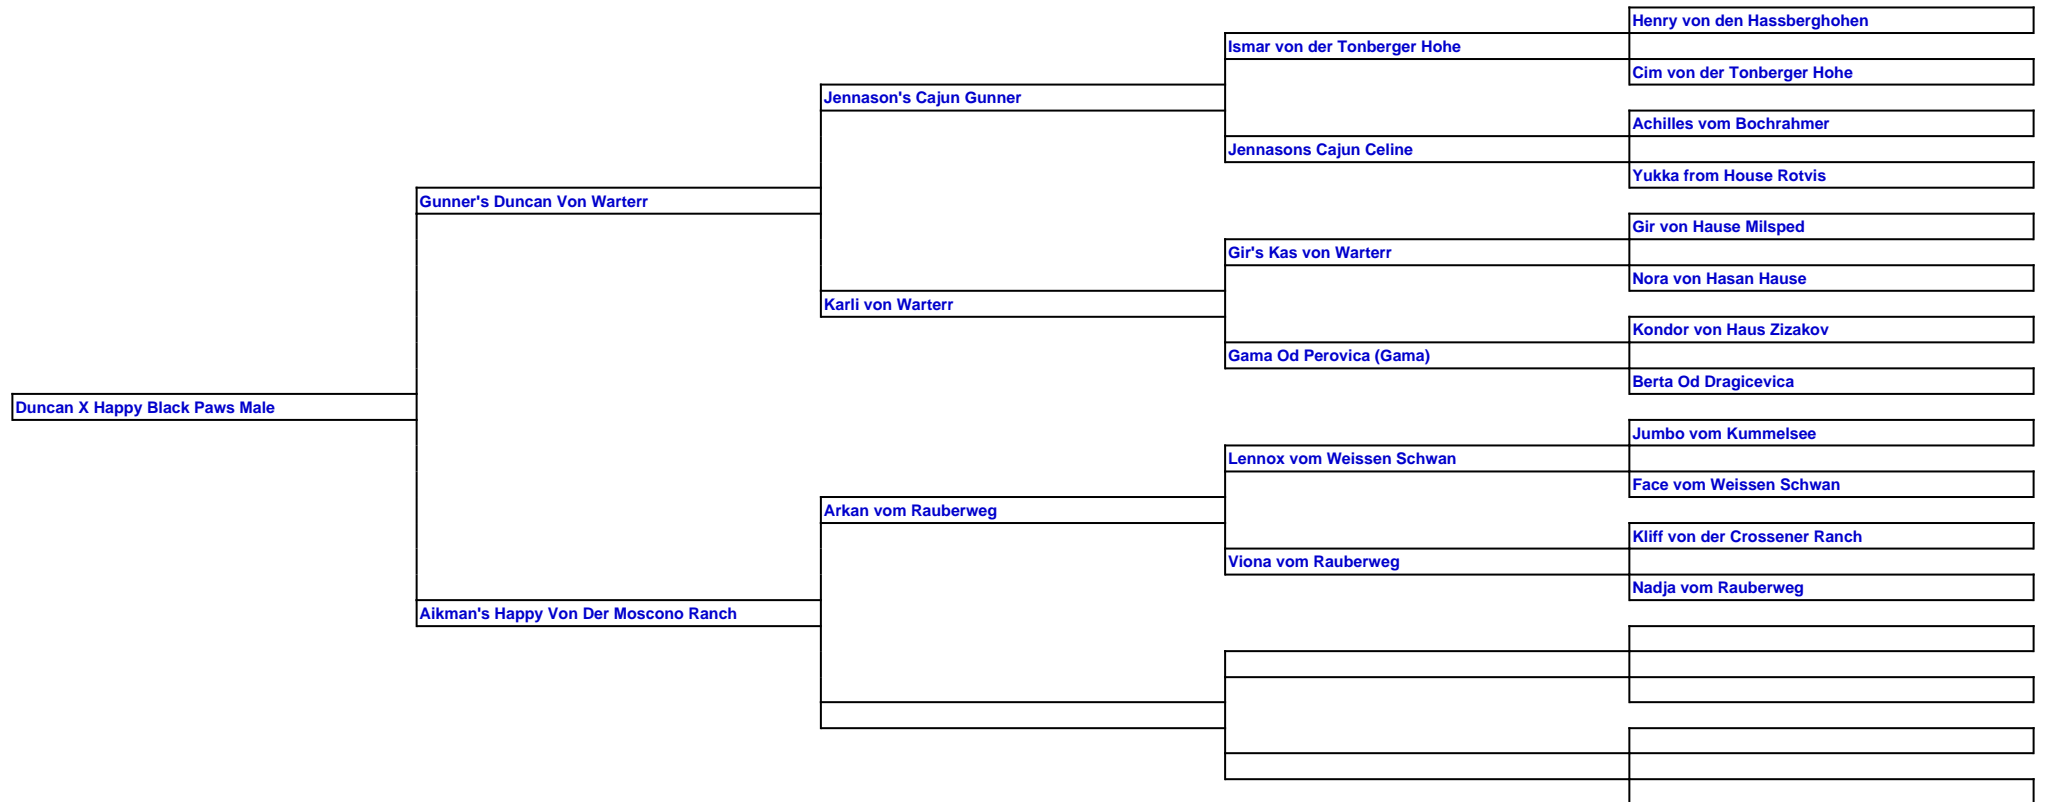 Henry von den Hassberghohen
Ismar von der Tonberger Hohe
Cim von der Tonberger Hohe
Jennason's Cajun Gunner
Achilles vom Bochrahmer
Jennasons Cajun Celine
Yukka from House Rotvis
Gunner's Duncan Von Warterr
Gir von Hause Milsped
Gir's Kas von Warterr
Nora von Hasan Hause
Karli von Warterr
Kondor von Haus Zizakov
Gama Od Perovica (Gama)
Berta Od Dragicevica
Duncan X Happy Black Paws Male
Jumbo vom Kummelsee
Lennox vom Weissen Schwan
Face vom Weissen Schwan
Arkan vom Rauberweg
Kliff von der Crossener Ranch
Viona vom Rauberweg
Nadja vom Rauberweg
Aikman's Happy Von Der Moscono Ranch